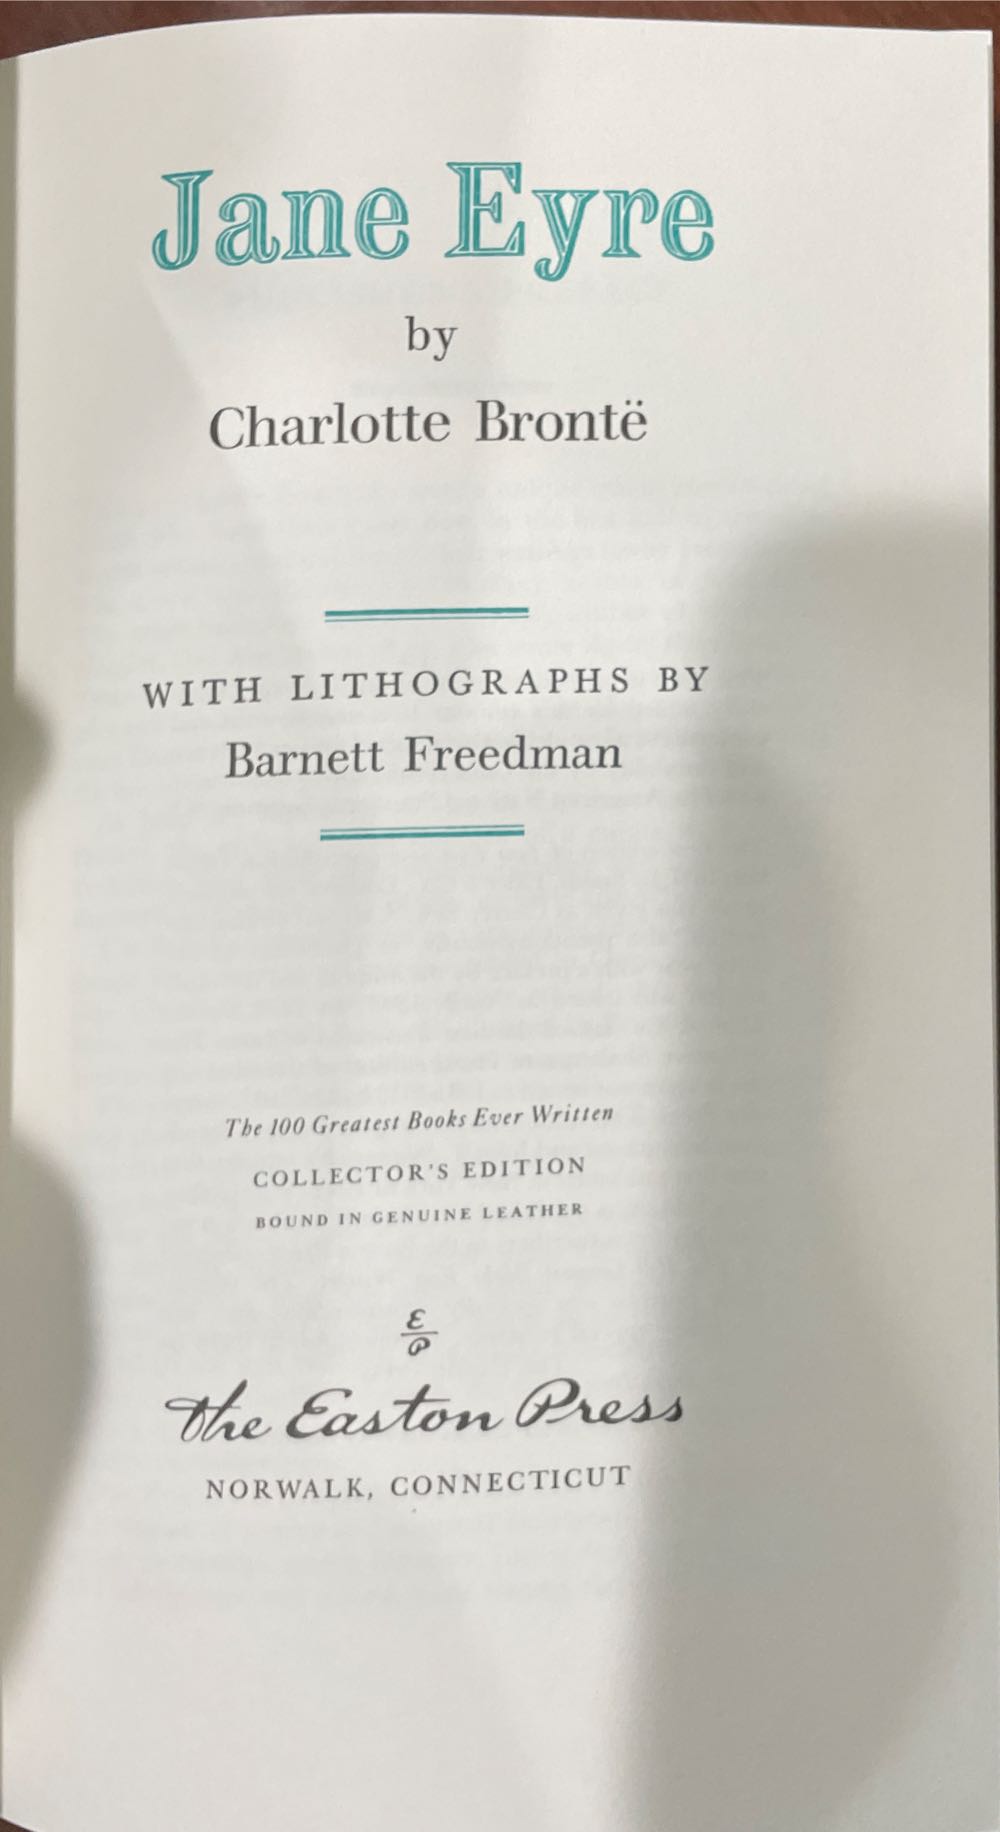 Jane Eyre
by
Charlotte Brontë
WITH LITHOGRAPHS BY
Barnett Freedman
The 100 Greatest Books Ever Written
COLLECTOR'S EDITION
BOUND IN GENUINE LEATHER
E
P
The Easton Press
NORWALK, CONNECTICUT